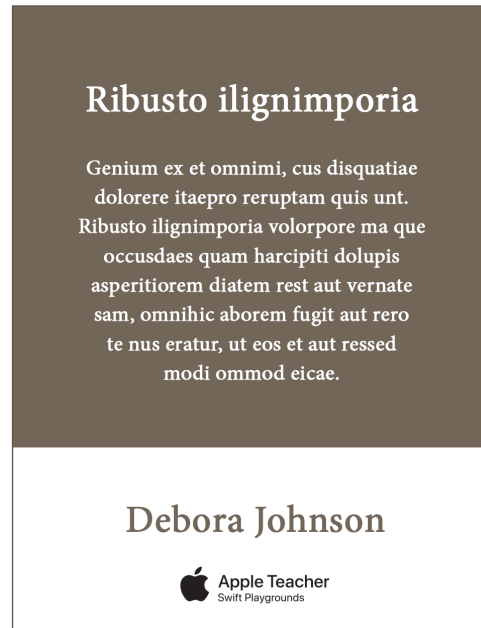 Ribusto ilignimporia
Genium ex et omnimi, cus disquatiae
dolorere itaepro reruptam quis unt.
Ribusto ilignimporia volorpore ma que
occusdaes quam harcipiti dolupis
asperitiorem diatem rest aut vernate
sam, omnihic aborem fugit aut rero
te nus eratur, ut eos et aut ressed
modi ommod eicae.
Debora Johnson
Apple Teacher
Swift Playgrounds